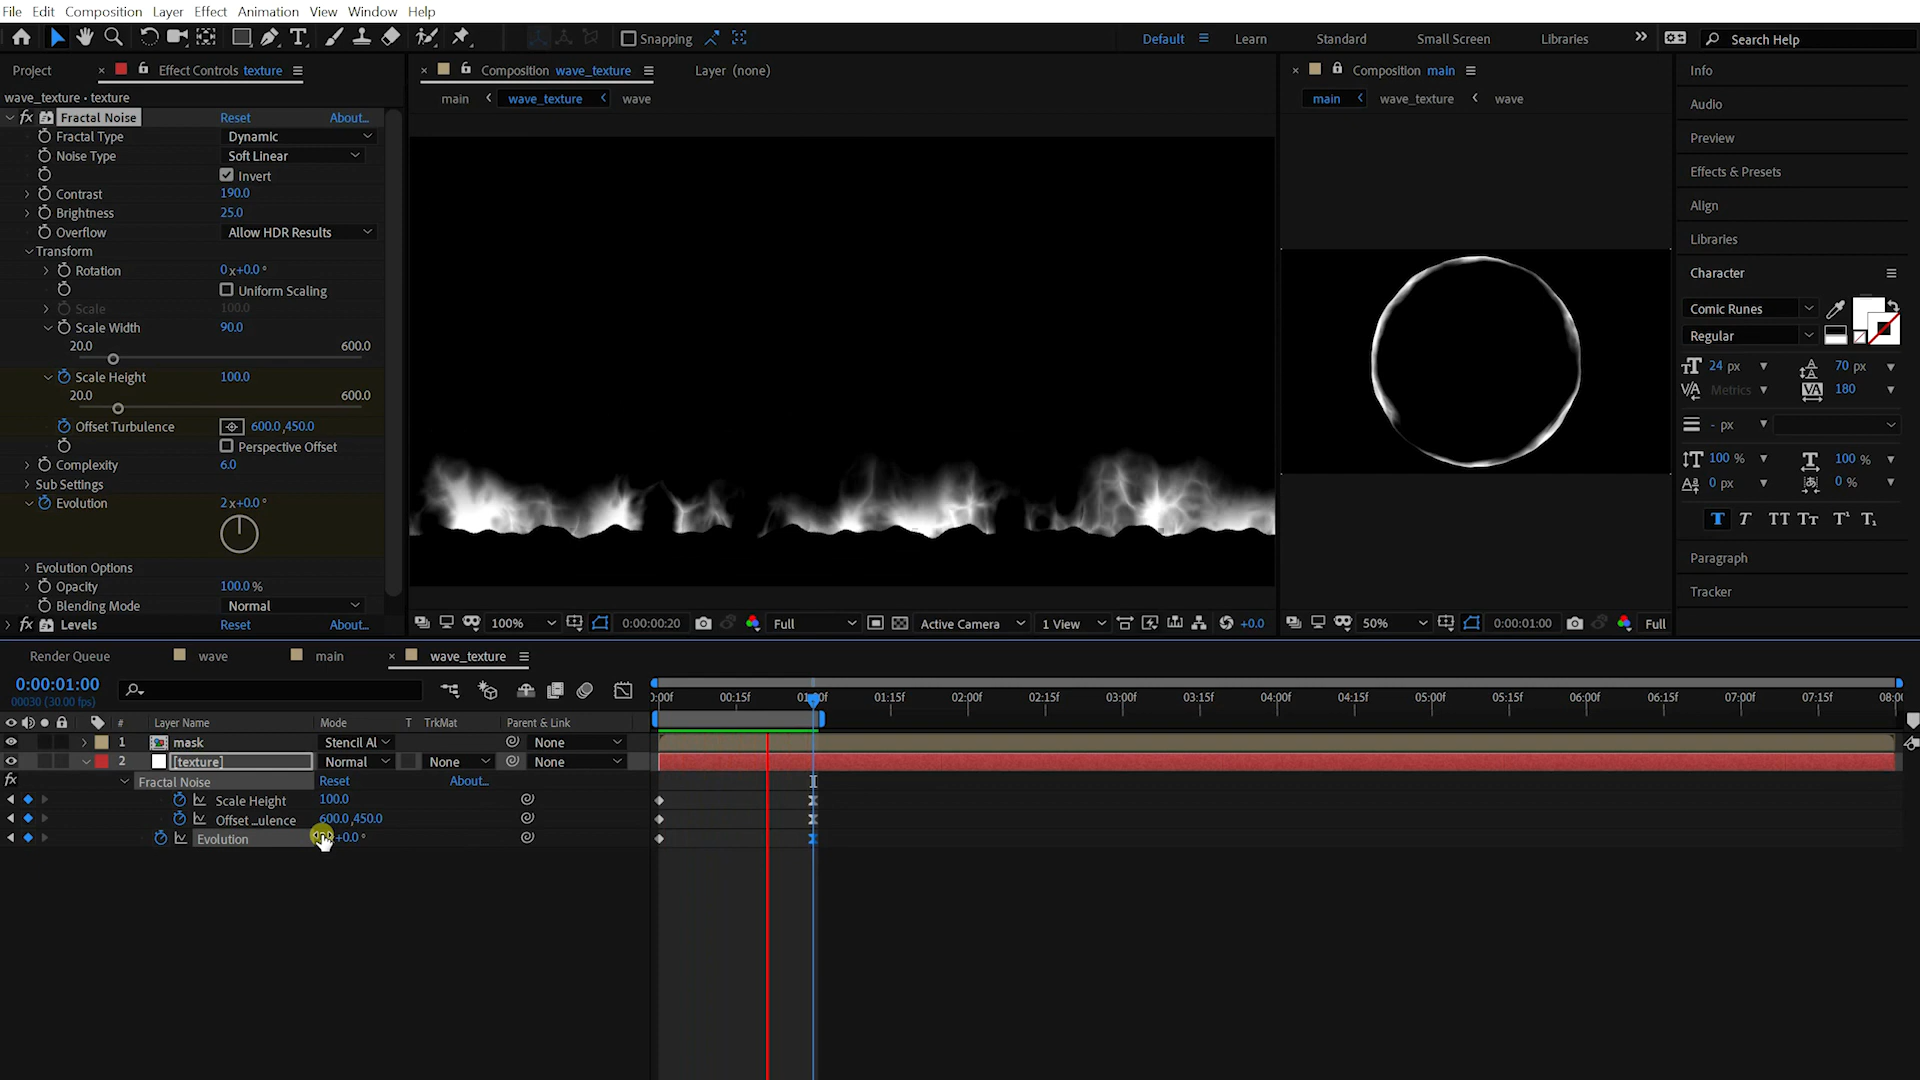 File Edit Composition Layer Effect Animation View Window Help
Snapping
Default Learn Standard Small Screen Libraries Search Help
Project Effect Controls texture
wave_texture • texture
Fractal Noise Reset About...
Fractal Type Dynamic
Noise Type Soft Linear
Invert
Contrast 190.0
Brightness 25.0
Overflow Allow HDR Results
Transform
Rotation 0 x+0.0 °
Uniform Scaling
Scale 100.0
Scale Width 90.0
20.0 600.0
Scale Height 100.0
20.0 600.0
Offset Turbulence 600.0 ,450.0
Perspective Offset
Complexity 6.0
Sub Settings
Evolution 2 x+0.0 °
Evolution Options
Opacity 100.0 %
Blending Mode Normal
Levels Reset About...
Composition wave_texture Layer (none)
main wave_texture wave
100% 0:00:00:20 Full Active Camera 1 View +0.0
Composition main
main wave_texture wave
50% 0:00:01:00 Full
Info
Audio
Preview
Effects & Presets
Align
Libraries
Character
Comic Runes
Regular
24 px 70 px
Metrics 180
- px
100 % 100 %
0 px 0 %
T T TT Tt T¹ T₁
Paragraph
Tracker
Render Queue wave main wave_texture
0:00:01:00
00030 (30.00 fps)
:00f 00:15f 01:00f 01:15f 02:00f 02:15f 03:00f 03:15f 04:00f 04:15f 05:00f 05:15f 06:00f 06:15f 07:00f 07:15f 08:00
# Layer Name Mode T TrkMat Parent & Link
1 mask Stencil Al None
2 [texture] Normal None None
Fractal Noise Reset About...
Scale Height 100.0
Offset ...ulence 600.0 ,450.0
Evolution +0.0 °